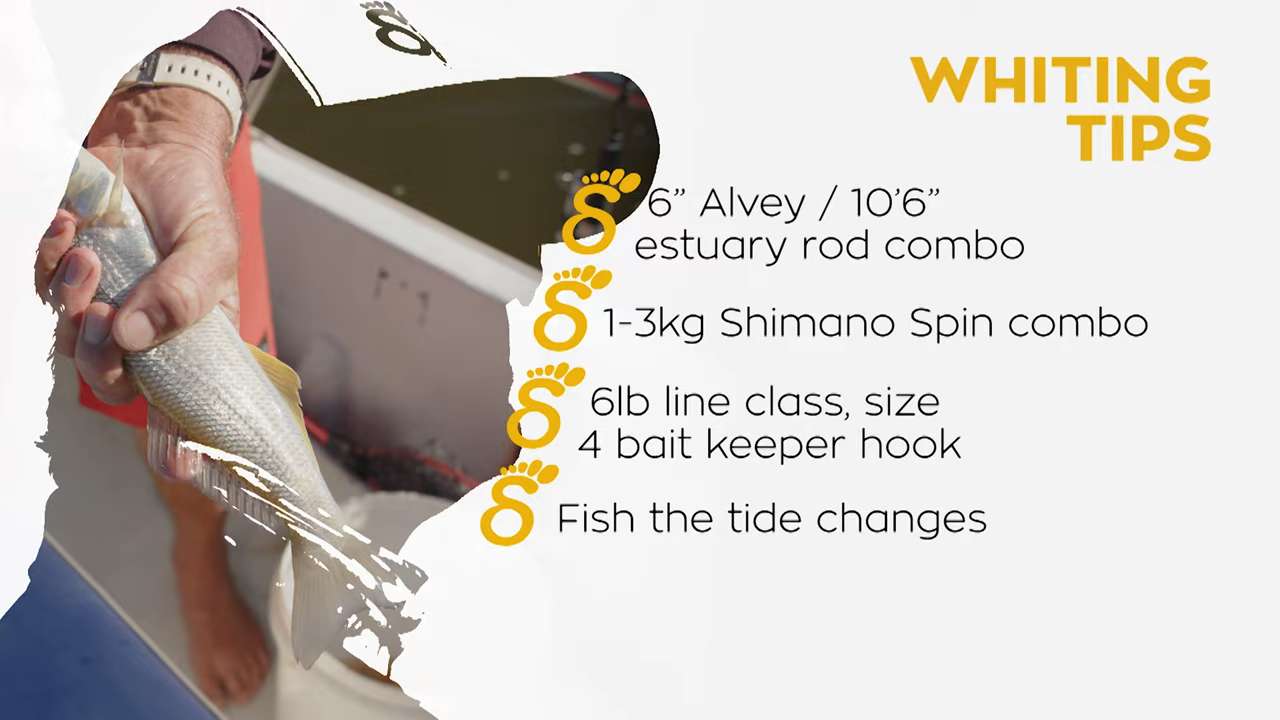 WHITING
TIPS
6” Alvey / 10’6”
estuary rod combo
1-3kg Shimano Spin combo
6lb line class, size
4 bait keeper hook
Fish the tide changes